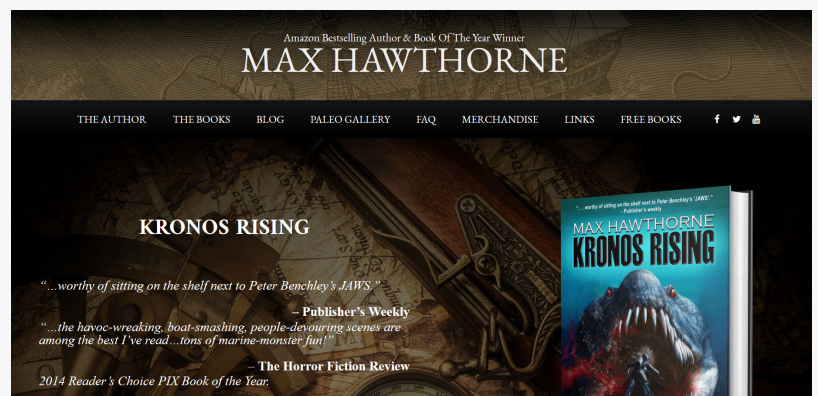 Amazon Bestselling Author & Book Of The Year Winner
MAX HAWTHORNE
THE AUTHOR THE BOOKS BLOG PALEO GALLERY FAQ MERCHANDISE LINKS FREE BOOKS
KRONOS RISING
“…worthy of sitting on the shelf next to Peter Benchley’s JAWS.”
– Publisher’s Weekly
“…the havoc-wreaking, boat-smashing, people-devouring scenes are
among the best I’ve read…tons of marine-monster fun!”
– The Horror Fiction Review
2014 Reader’s Choice PIX Book of the Year.
“... worthy of sitting on the shelf next to Peter Benchley's 'JAWS'.”
- Publisher's weekly
MAX HAWTHORNE
KRONOS RISING